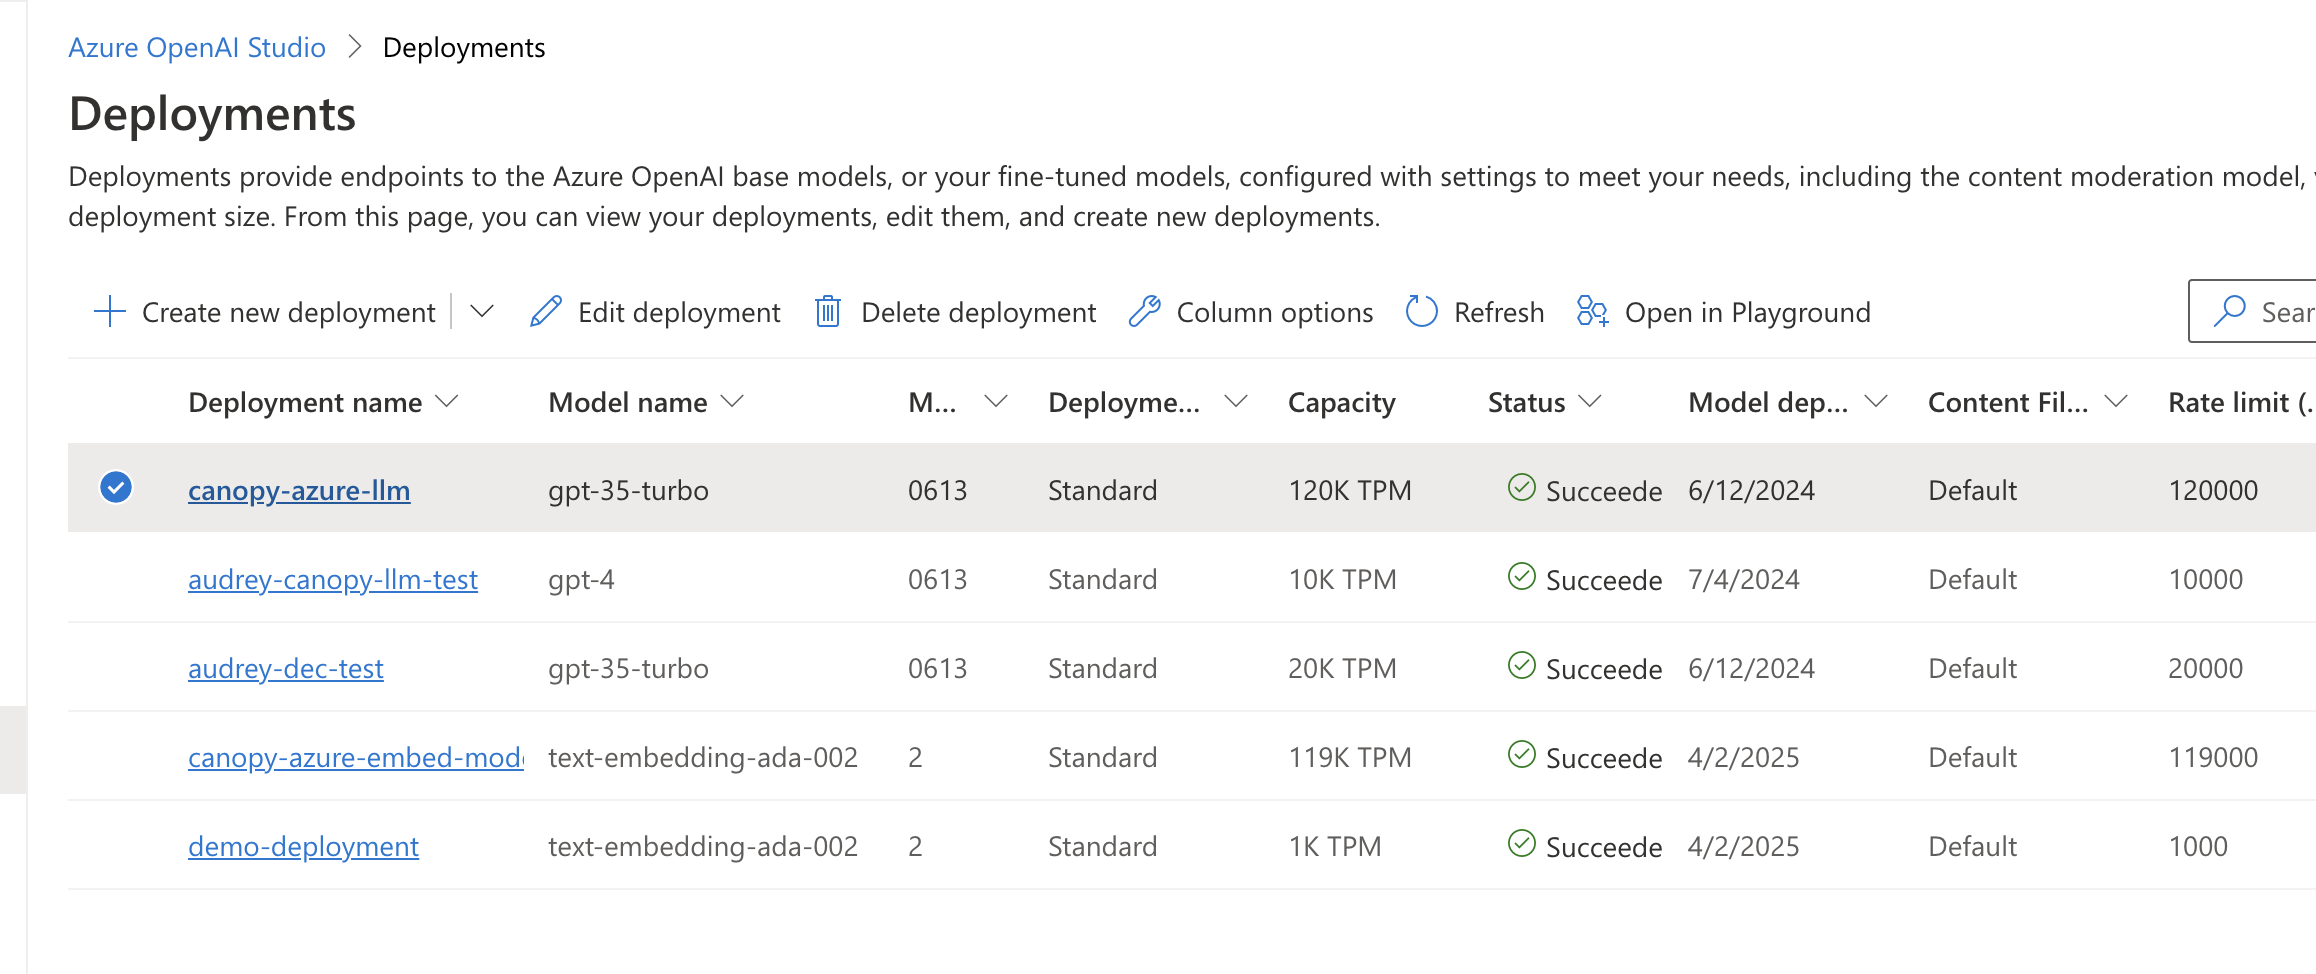 Azure OpenAI Studio > Deployments
Deployments
Deployments provide endpoints to the Azure OpenAI base models, or your fine-tuned models, configured with settings to meet your needs, including the content moderation model,
deployment size. From this page, you can view your deployments, edit them, and create new deployments.
Create new deployment Edit deployment Delete deployment Column options Refresh Open in Playground Sear
Deployment name Model name M... Deployme... Capacity Status Model dep... Content Fil... Rate limit (.
canopy-azure-llm gpt-35-turbo 0613 Standard 120K TPM Succeede 6/12/2024 Default 120000
audrey-canopy-llm-test gpt-4 0613 Standard 10K TPM Succeede 7/4/2024 Default 10000
audrey-dec-test gpt-35-turbo 0613 Standard 20K TPM Succeede 6/12/2024 Default 20000
canopy-azure-embed-mod text-embedding-ada-002 2 Standard 119K TPM Succeede 4/2/2025 Default 119000
demo-deployment text-embedding-ada-002 2 Standard 1K TPM Succeede 4/2/2025 Default 1000